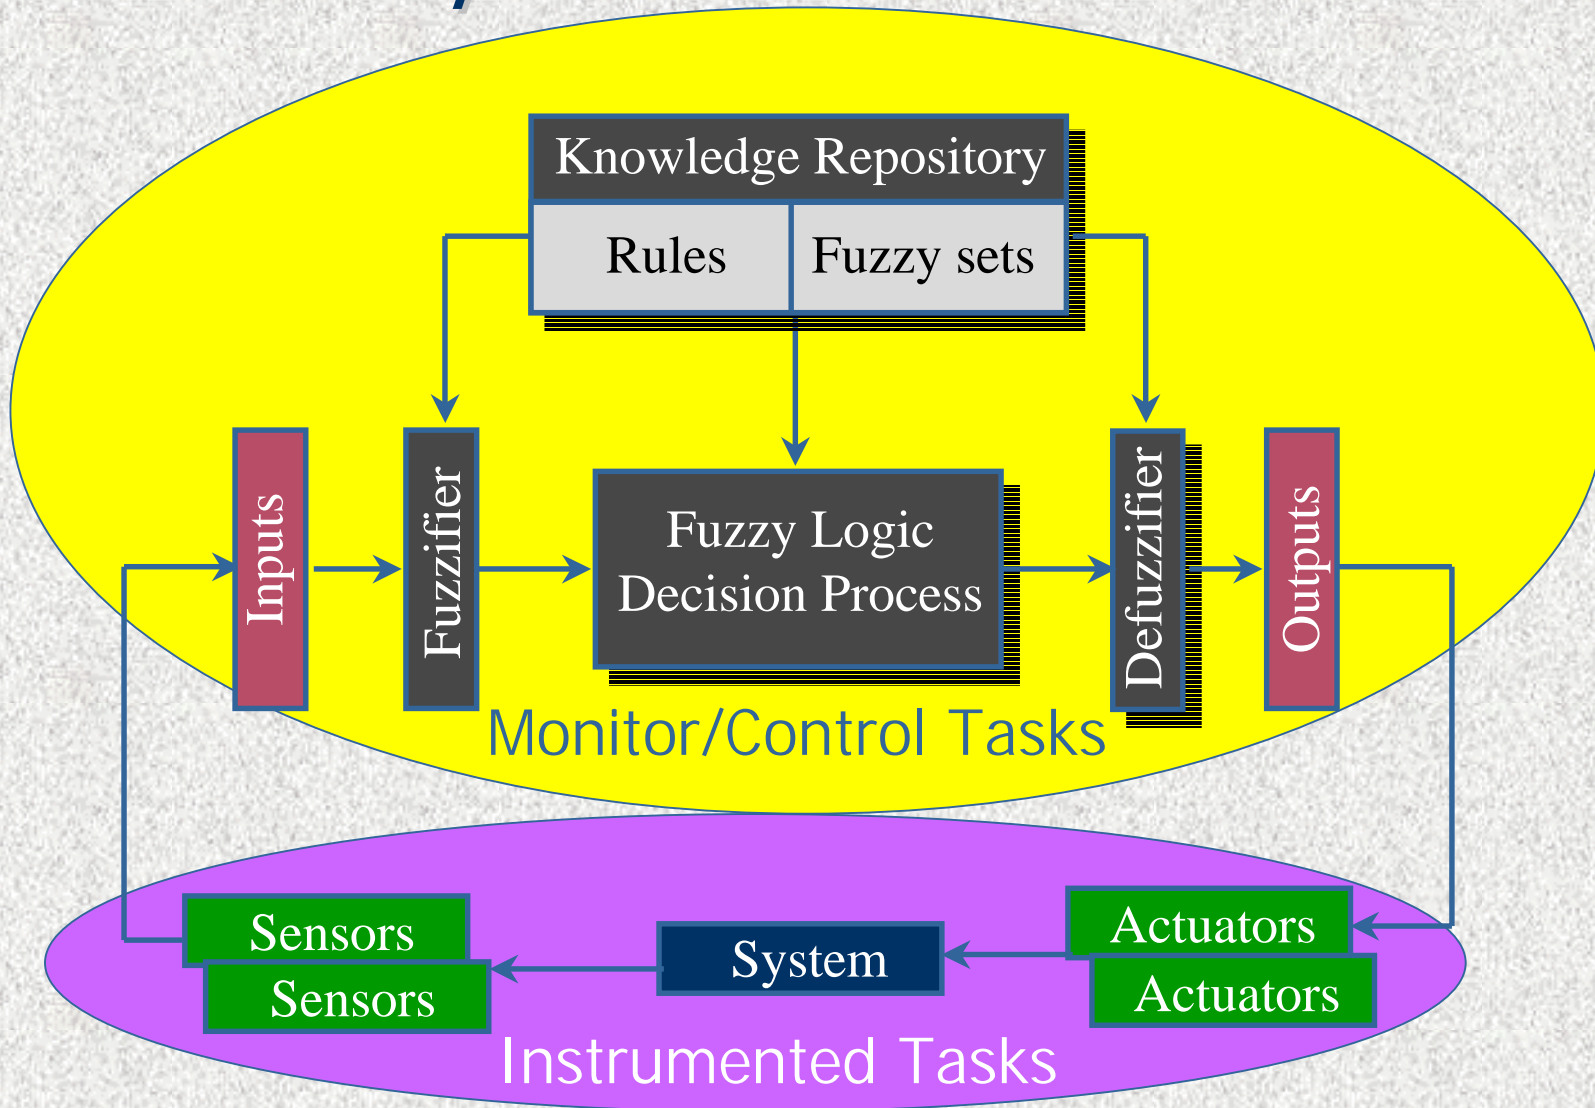 Knowledge Repository
Rules
Fuzzy sets
Inputs
Fuzzifier
Fuzzy Logic
Decision Process
Defuzzifier
Outputs
Monitor/Control Tasks
Sensors
Sensors
System
Actuators
Actuators
Instrumented Tasks